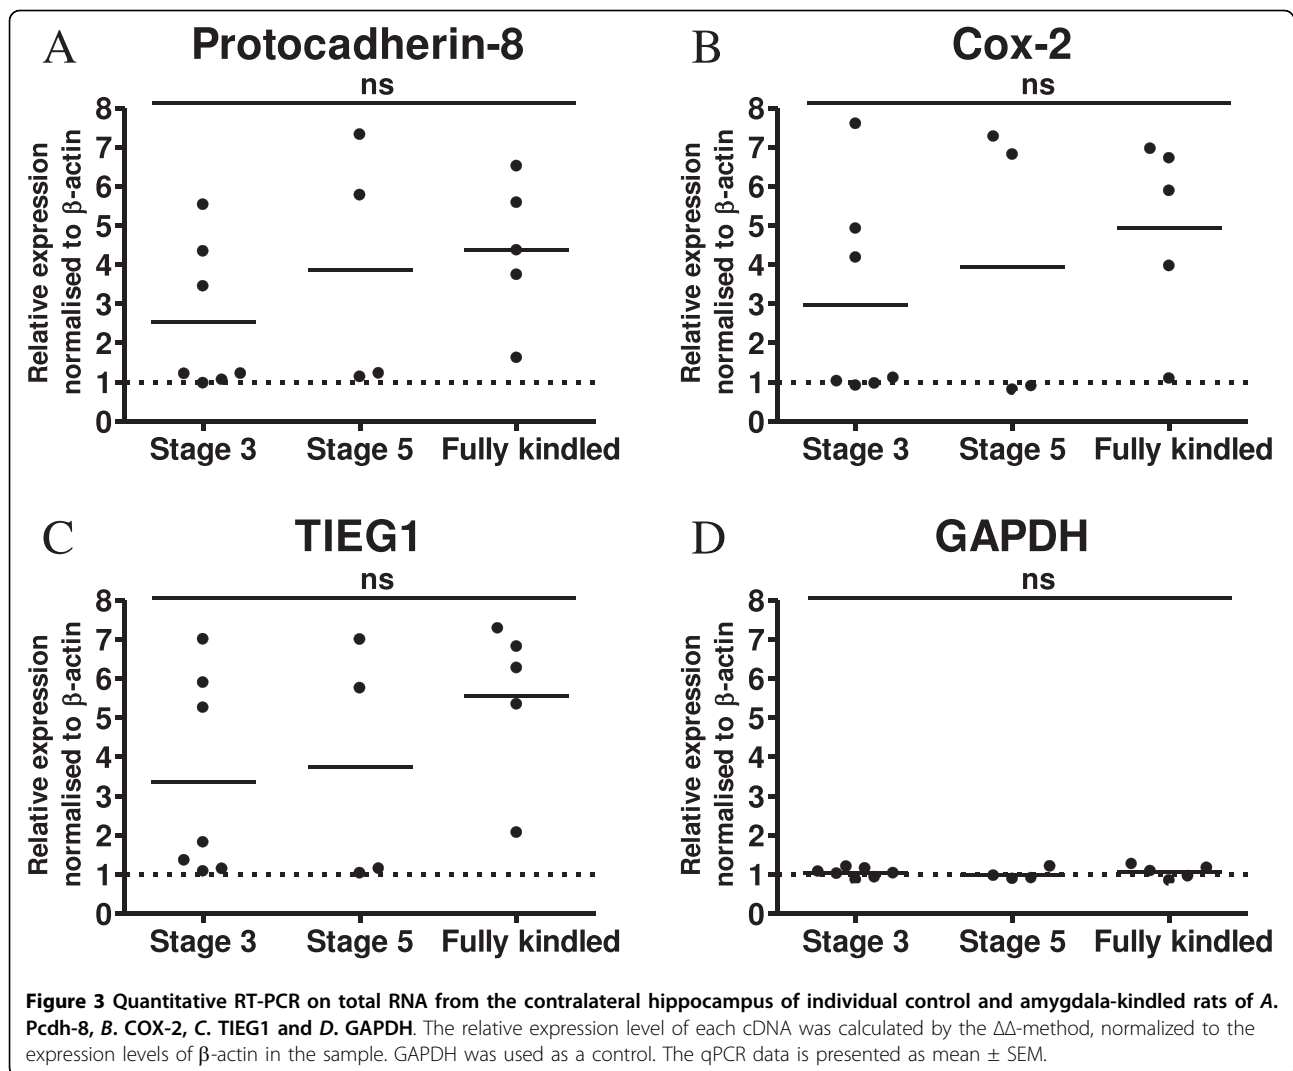 A
Protocadherin-8
ns
Relative expression
normalised to β-actin
8
7
6
5
4
3
2
1
0
Stage 3
Stage 5
Fully kindled
B
Cox-2
ns
Relative expression
normalised to β-actin
8
7
6
5
4
3
2
1
0
Stage 3
Stage 5
Fully kindled
C
TIEG1
ns
Relative expression
normalised to β-actin
8
7
6
5
4
3
2
1
0
Stage 3
Stage 5
Fully kindled
D
GAPDH
ns
Relative expression
normalised to β-actin
8
7
6
5
4
3
2
1
0
Stage 3
Stage 5
Fully kindled
Figure 3 Quantitative RT-PCR on total RNA from the contralateral hippocampus of individual control and amygdala-kindled rats of A.
Pcdh-8, B. COX-2, C. TIEG1 and D. GAPDH. The relative expression level of each cDNA was calculated by the ΔΔ-method, normalized to the
expression levels of β-actin in the sample. GAPDH was used as a control. The qPCR data is presented as mean ± SEM.